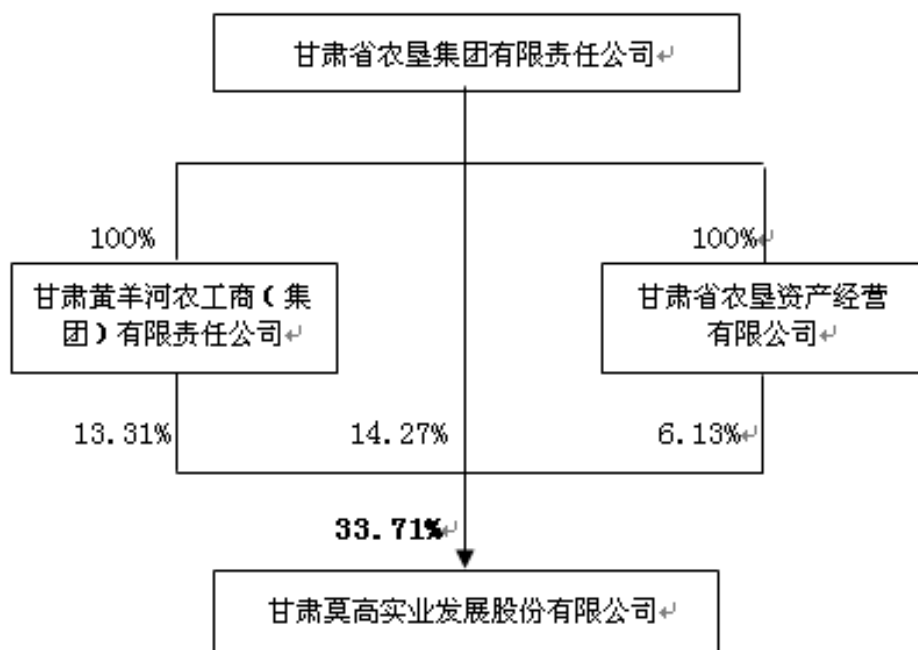 甘肃省农垦集团有限责任公司↵
100%
100%↵
甘肃黄羊河农工商（集
团）有限责任公司↵
甘肃省农垦资产经营
有限公司↵
13.31%
14.27%
6.13%↵
33.71%↵
甘肃莫高实业发展股份有限公司↵